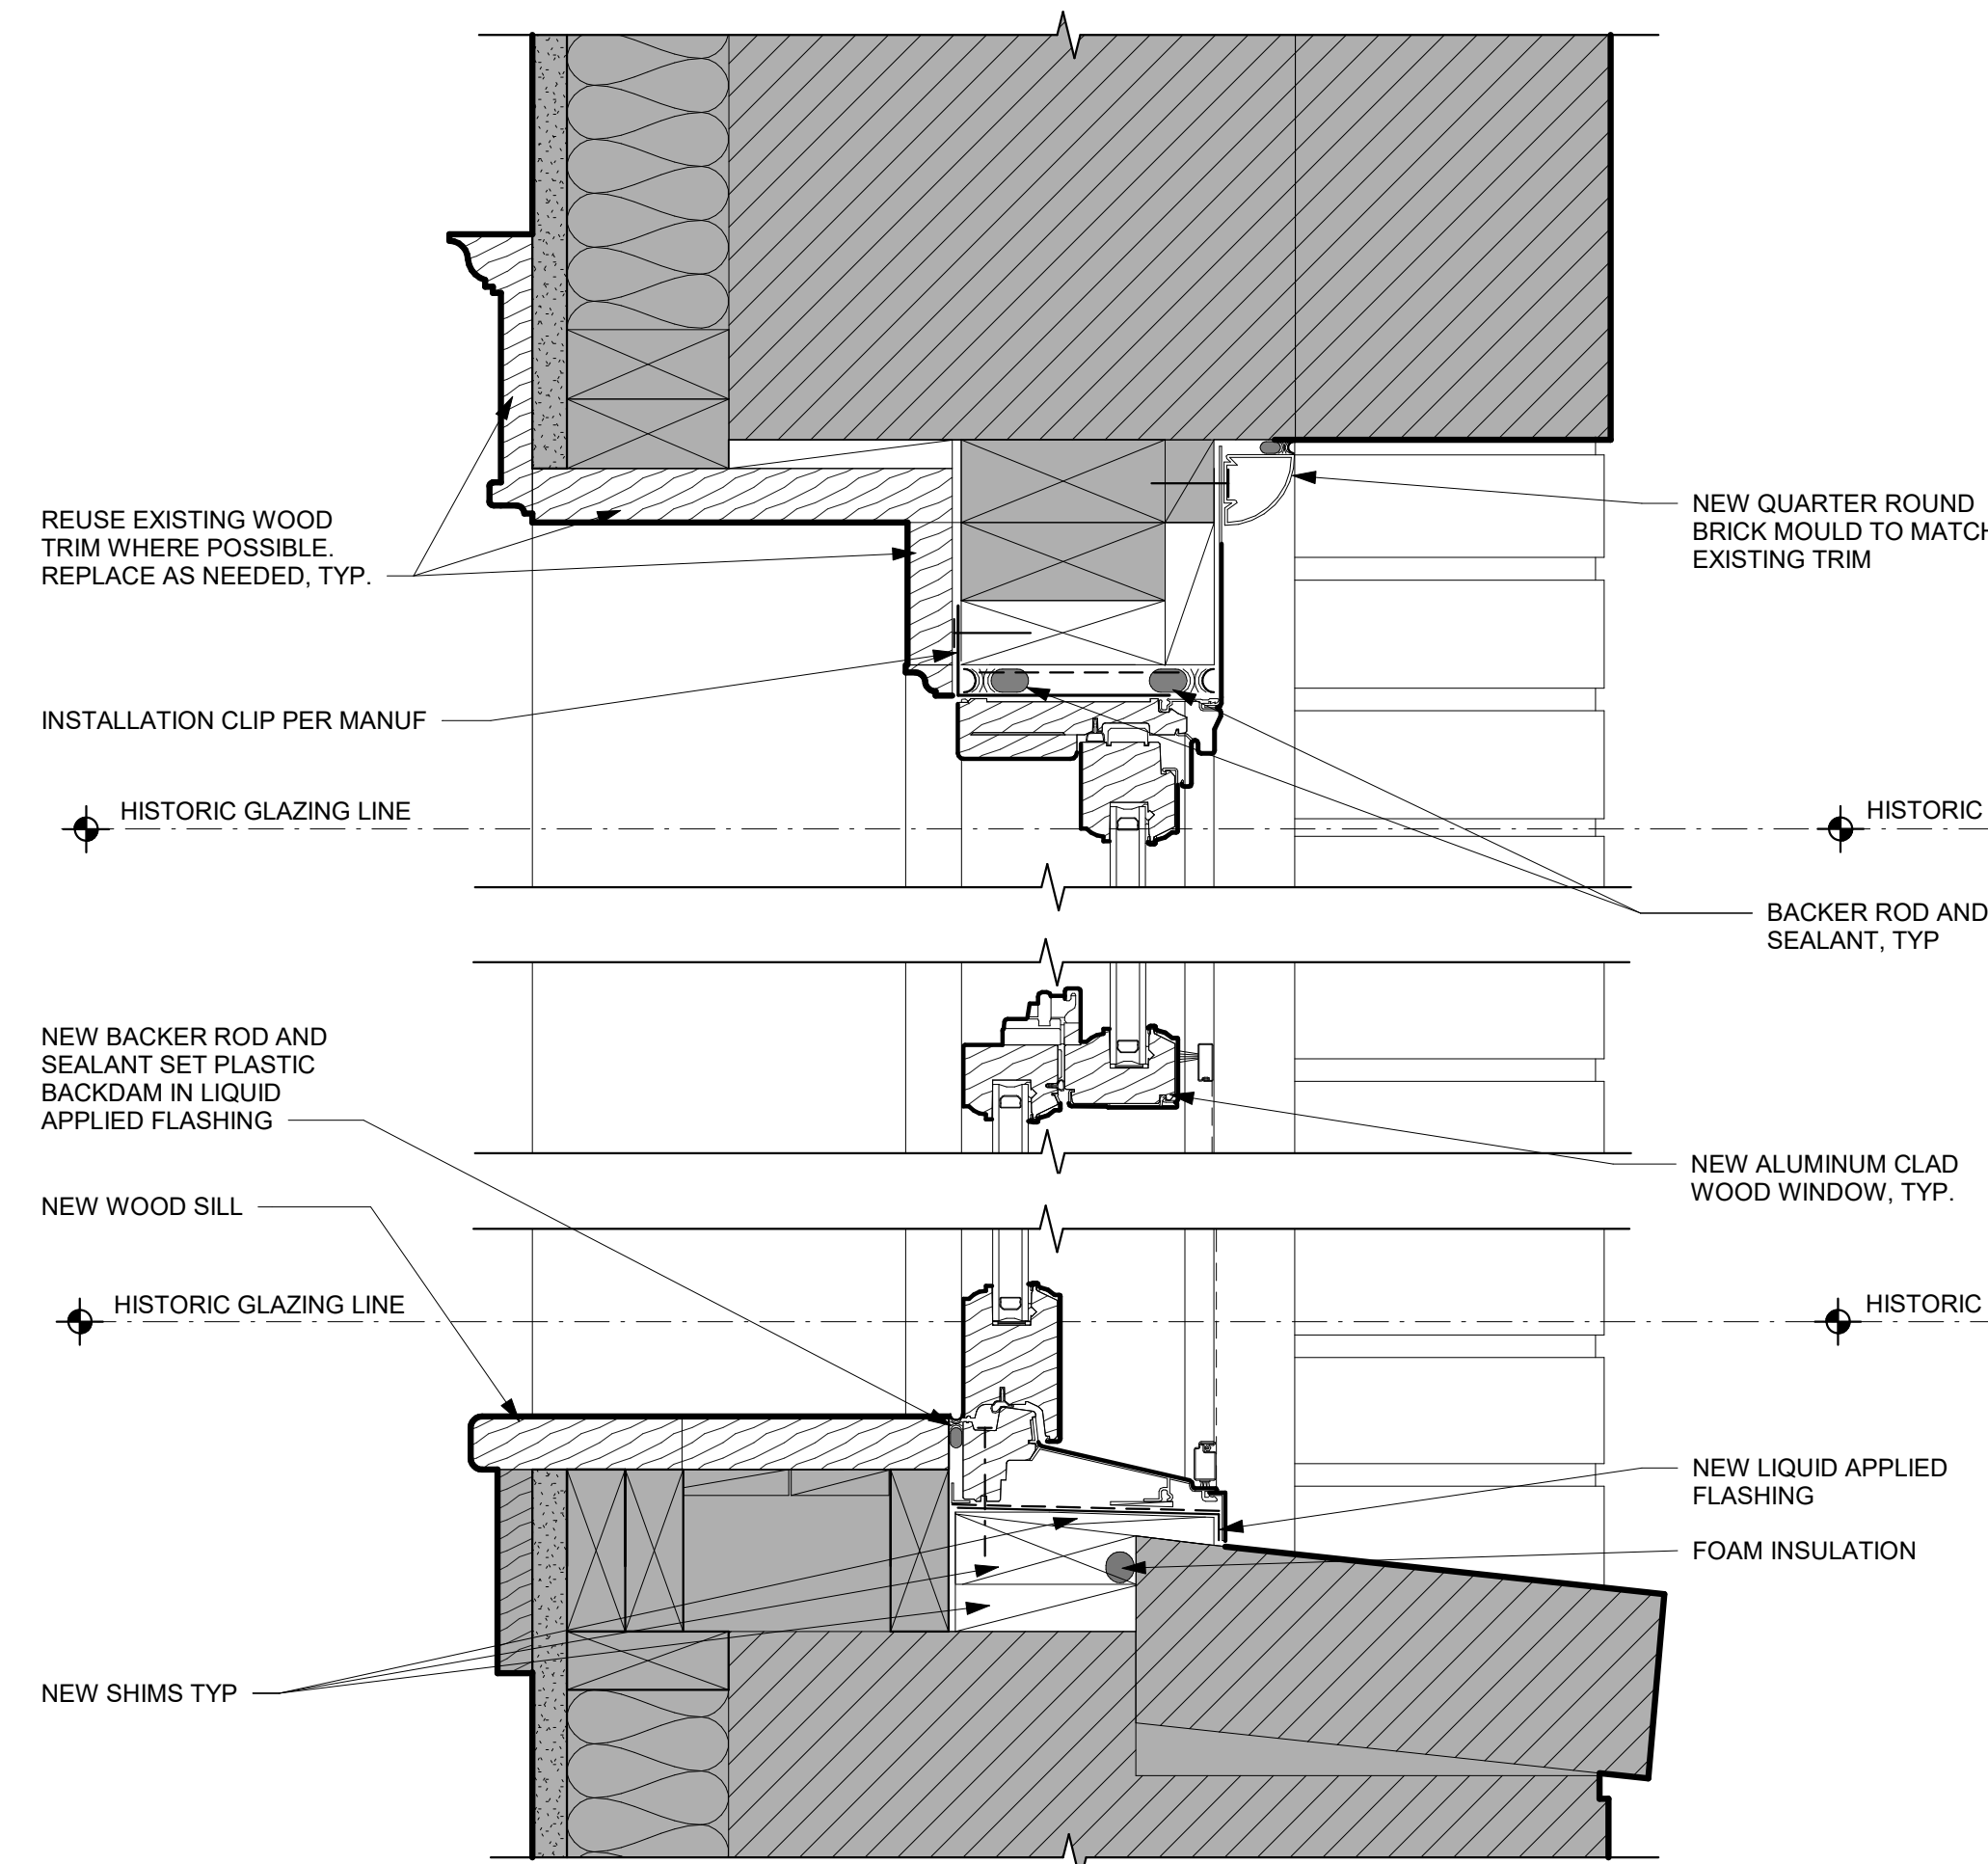 REUSE EXISTING WOOD
TRIM WHERE POSSIBLE.
REPLACE AS NEEDED, TYP.
NEW QUARTER ROUND
BRICK MOULD TO MATCH
EXISTING TRIM
INSTALLATION CLIP PER MANUF
HISTORIC GLAZING LINE
HISTORIC
BACKER ROD AND
SEALANT, TYP
NEW BACKER ROD AND
SEALANT SET PLASTIC
BACKDAM IN LIQUID
APPLIED FLASHING
NEW ALUMINUM CLAD
WOOD WINDOW, TYP.
NEW WOOD SILL
HISTORIC GLAZING LINE
HISTORIC
NEW LIQUID APPLIED
FLASHING
FOAM INSULATION
NEW SHIMS TYP